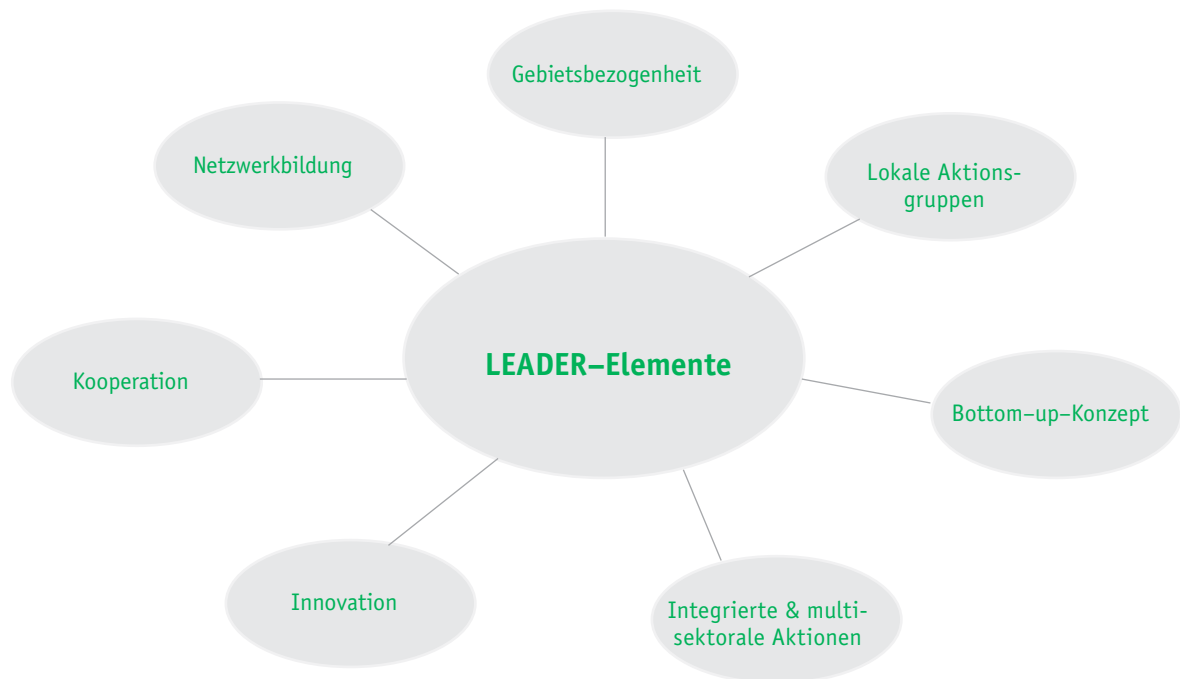 Gebietsbezogenheit
Netzwerkbildung
Lokale Aktions-
gruppen
LEADER–Elemente
Kooperation
Bottom–up–Konzept
Innovation
Integrierte & multi-
sektorale Aktionen